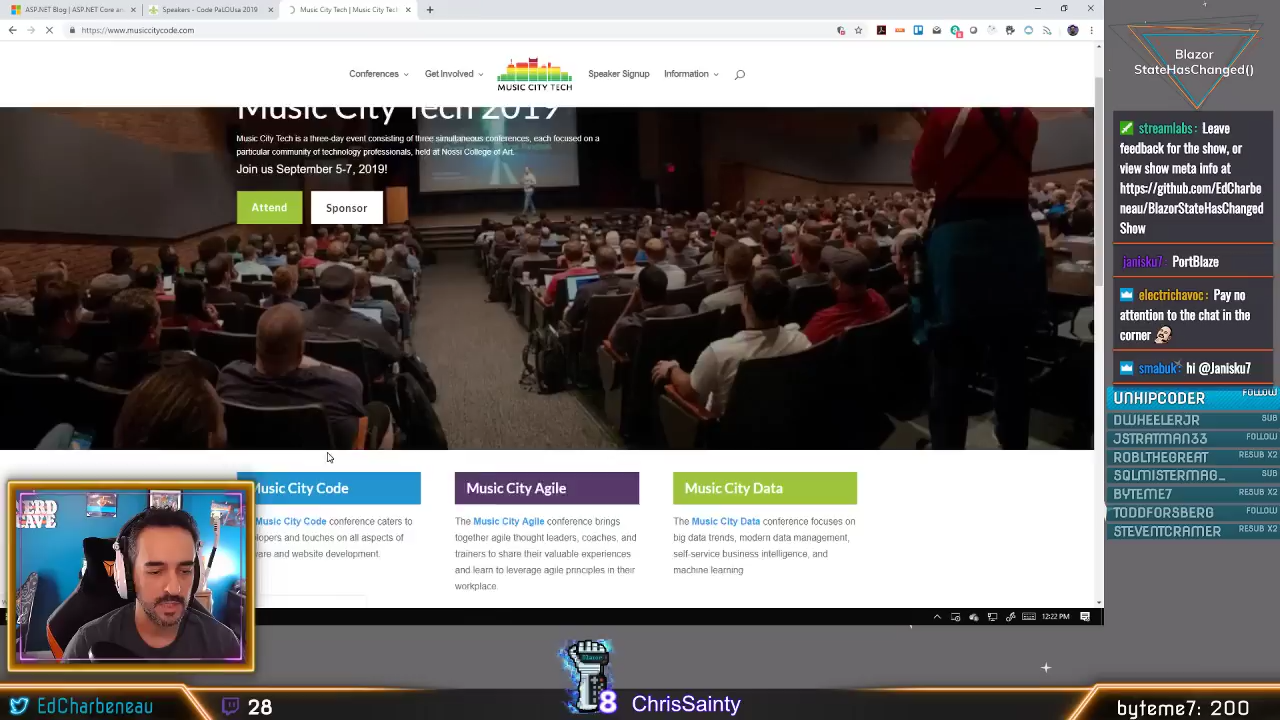 ASP.NET Blog | ASP.NET Core an
Speakers - Code PaLOUsa 2019
Music City Tech | Music City Tec
https://www.musiccitycode.com
Conferences
Get Involved
MUSIC CITY TECH
Speaker Signup
Information
Music City Tech 2019
Music City Tech is a three-day event consisting of three simultaneous conferences, each focused on a
particular community of technology professionals, held at Nossi College of Art.
Join us September 5-7, 2019!
Attend
Sponsor
Music City Code
Music City Agile
Music City Data
Music City Code conference caters to
elopers and touches on all aspects of
ware and website development.
The Music City Agile conference brings
together agile thought leaders, coaches, and
trainers to share their valuable experiences
and learn to leverage agile principles in their
workplace.
The Music City Data conference focuses on
big data trends, modern data management,
self-service business intelligence, and
machine learning
12:22 PM
Blazor
StateHasChanged()
streamlabs: Leave
feedback for the show, or
view show meta info at
https://github.com/EdCharbe
neau/BlazorStateHasChanged
Show
janisku7: PortBlaze
electrichavoc: Pay no
attention to the chat in the
corner
smabuk: hi @Janisku7
UNHIPCODER FOLLOW
DWHEELERJR SUB
JSTRATMAN33 FOLLOW
ROBLTHEGREAT RESUB X2
SQLMISTERMAG_ SUB
BYTEME7 RESUB X2
TODDFORSBERG FOLLOW
STEVENTCRAMER RESUB X2
EdCharbeneau
28
Blazor
8 ChrisSainty
byteme7: 200